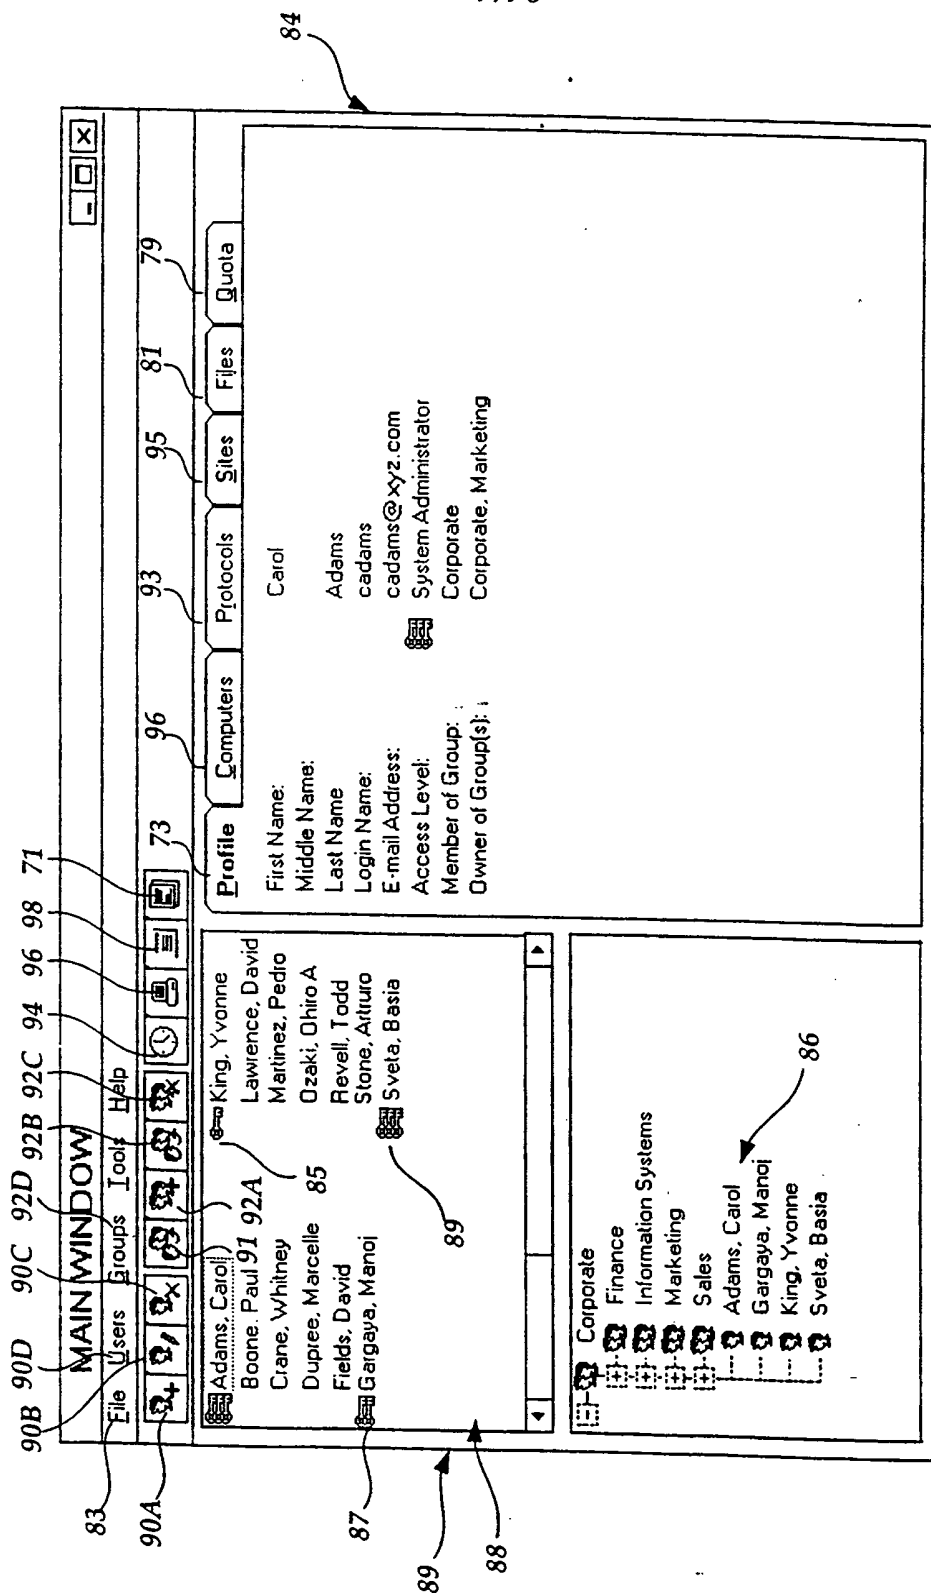 84
MAIN WINDOW
83 90D 92D
File Users Groups Tools Help
90A 90B 90C 91 92A 92B 92C 94 96 98 71
73 96 93 95 81 79
Profile Computers Protocols Sites Files Quota
Adams, Carol
Boone, Paul
Crane, Whitney
Dupree, Marcelle
Fields, David
Gargaya, Manoj
King, Yvonne
Lawrence, David
Martinez, Pedro
Ozaki, Ohiro A
Revell, Todd
Stone, Artruro
Sveta, Basia
85
87
89
88
89
First Name: Carol
Middle Name:
Last Name Adams
Login Name: cadams
E-mail Address: cadams@xyz.com
Access Level: System Administrator
Member of Group: Corporate
Owner of Group(s): Corporate, Marketing
Corporate
Finance
Information Systems
Marketing
Sales
Adams, Carol
Gargaya, Manoj
King, Yvonne
Sveta, Basia
86